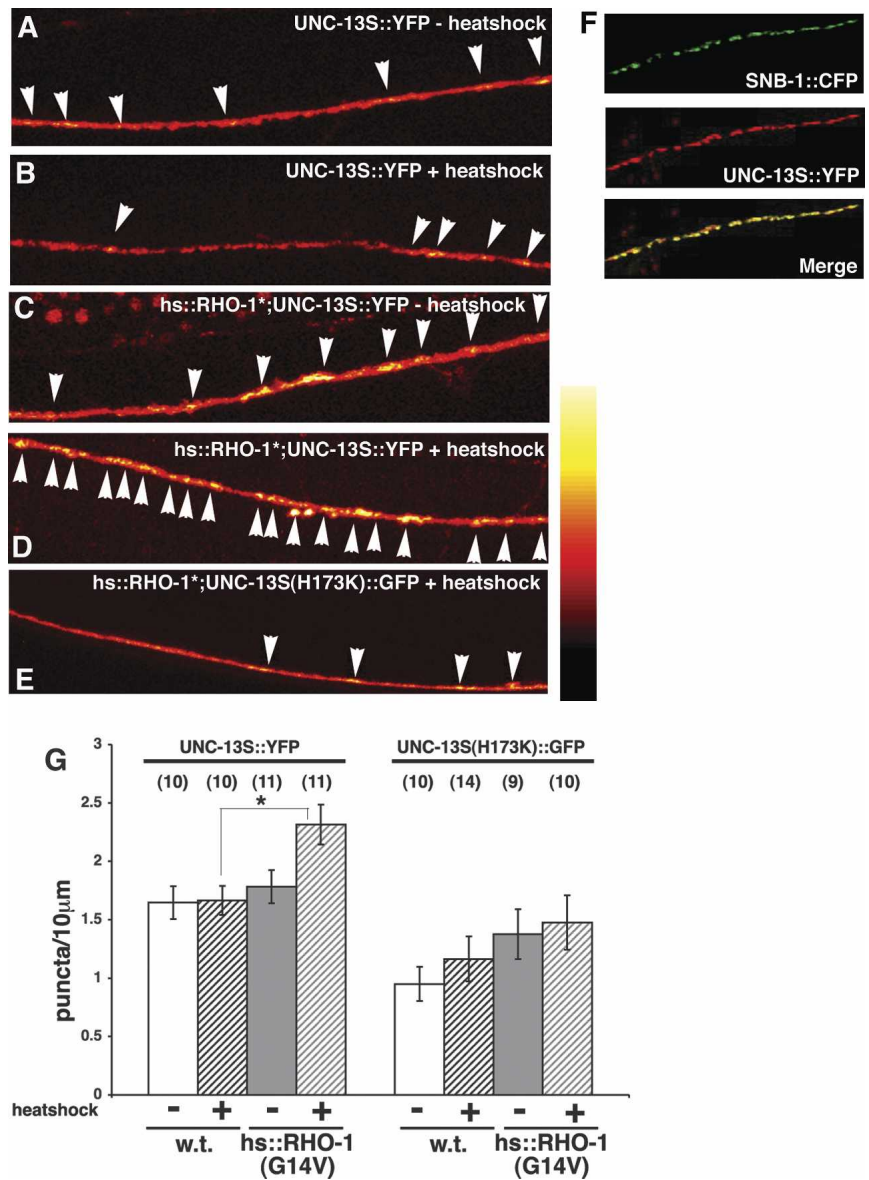 A
UNC-13S::YFP - heatshock
B
UNC-13S::YFP + heatshock
C
hs::RHO-1*;UNC-13S::YFP - heatshock
hs::RHO-1*;UNC-13S::YFP + heatshock
D
hs::RHO-1*;UNC-13S(H173K)::GFP + heatshock
E
F
SNB-1::CFP
UNC-13S::YFP
Merge
G
UNC-13S::YFP UNC-13S(H173K)::GFP
(10) (10) (11) (11) (10) (14) (9) (10)
*
3
2.5
2
1.5
1
0.5
0
puncta/10μm
heatshock - + - + - + - +
w.t. hs::RHO-1 w.t. hs::RHO-1
(G14V) (G14V)